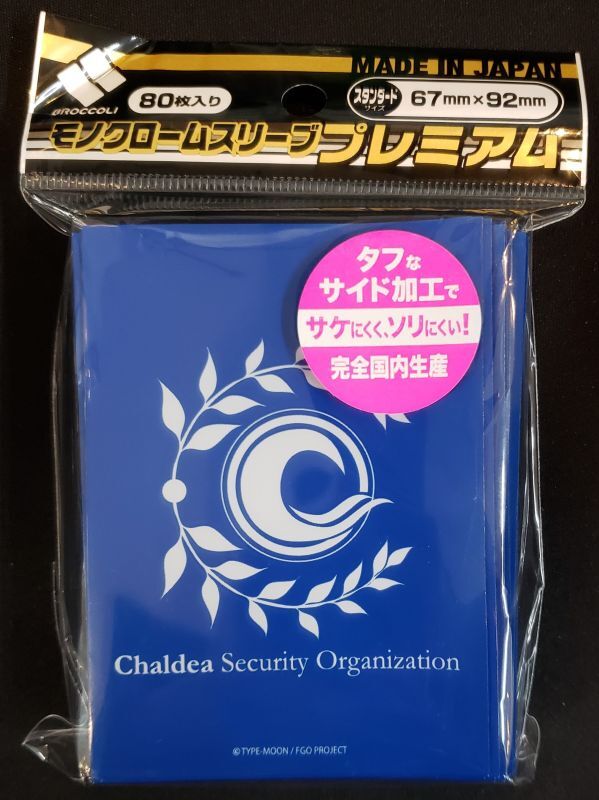 MADE IN JAPAN
BROCCOLI
80枚入り
スタンダード
サイズ
67mm×92mm
モノクロームスリーブプレミアム
タフな
サイド加工で
サケにくく、ソリにくい!
完全国内生産
Chaldea Security Organization
©TYPE-MOON / FGO PROJECT